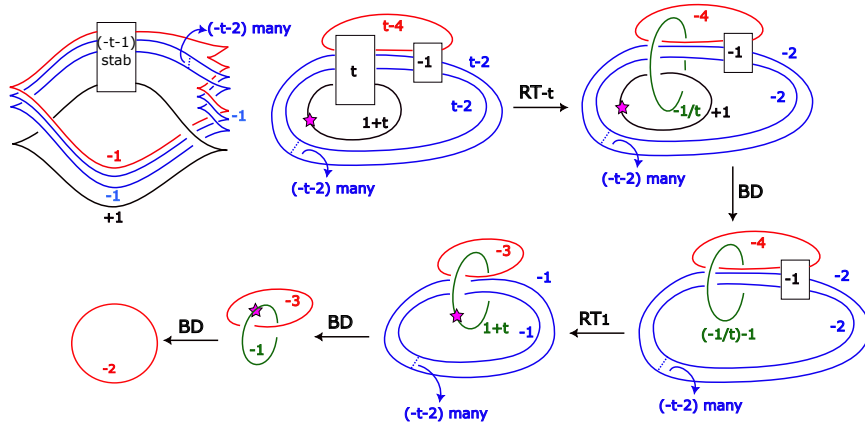 (-t-1)
stab
(-t-2) many
-1
-1
-1
+1
t-4
t
-1
t-2
t-2
1+t
(-t-2) many
RT-t
-4
-1
-2
-2
-1/t
+1
(-t-2) many
BD
-4
-1
-2
-2
(-1/t)-1
(-t-2) many
RT1
-3
-1
-1
1+t
(-t-2) many
BD
-3
-1
BD
-2